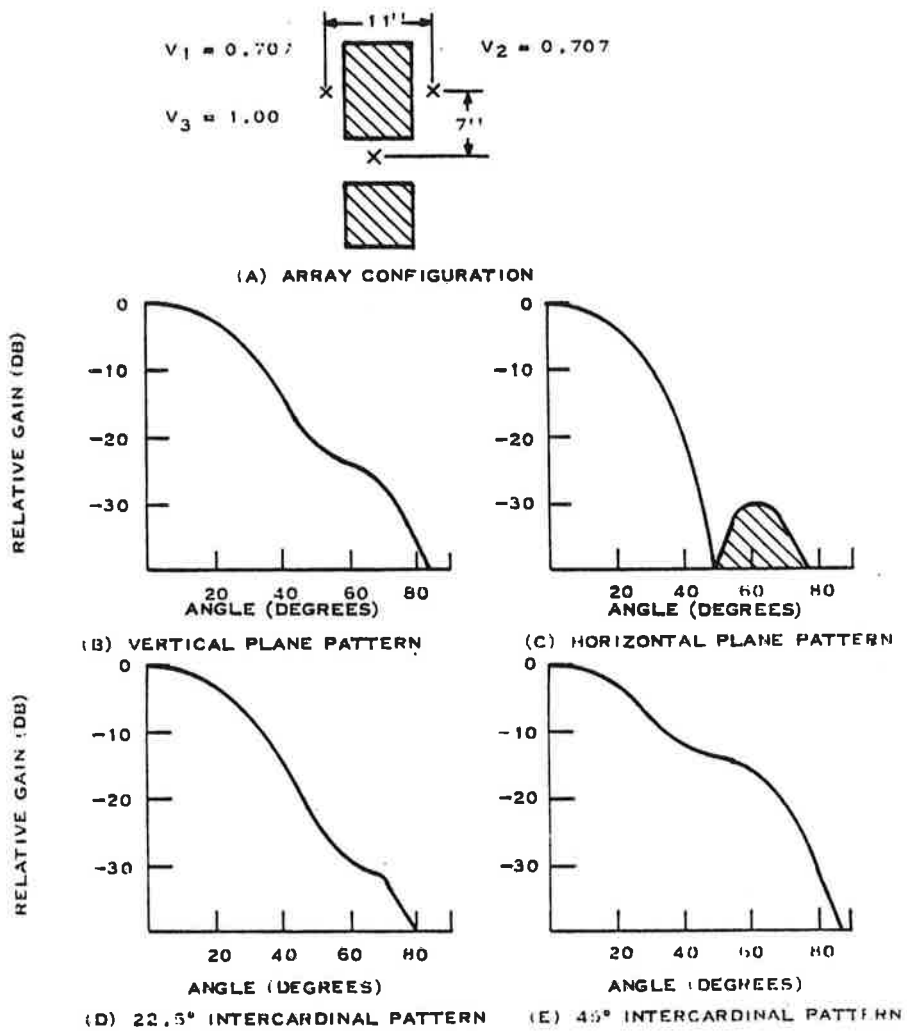 11"
V1 = 0.707
V2 = 0.707
V3 = 1.00
7"
(A) ARRAY CONFIGURATION
RELATIVE GAIN (DB)
0
-10
-20
-30
20 40 60 80
ANGLE (DEGREES)
(B) VERTICAL PLANE PATTERN
0
-10
-20
-30
20 40 60 80
ANGLE (DEGREES)
(C) HORIZONTAL PLANE PATTERN
RELATIVE GAIN (DB)
0
-10
-20
-30
20 40 60 80
ANGLE (DEGREES)
(D) 22.5° INTERCARDINAL PATTERN
0
-10
-20
-30
20 40 60 80
ANGLE (DEGREES)
(E) 45° INTERCARDINAL PATTERN